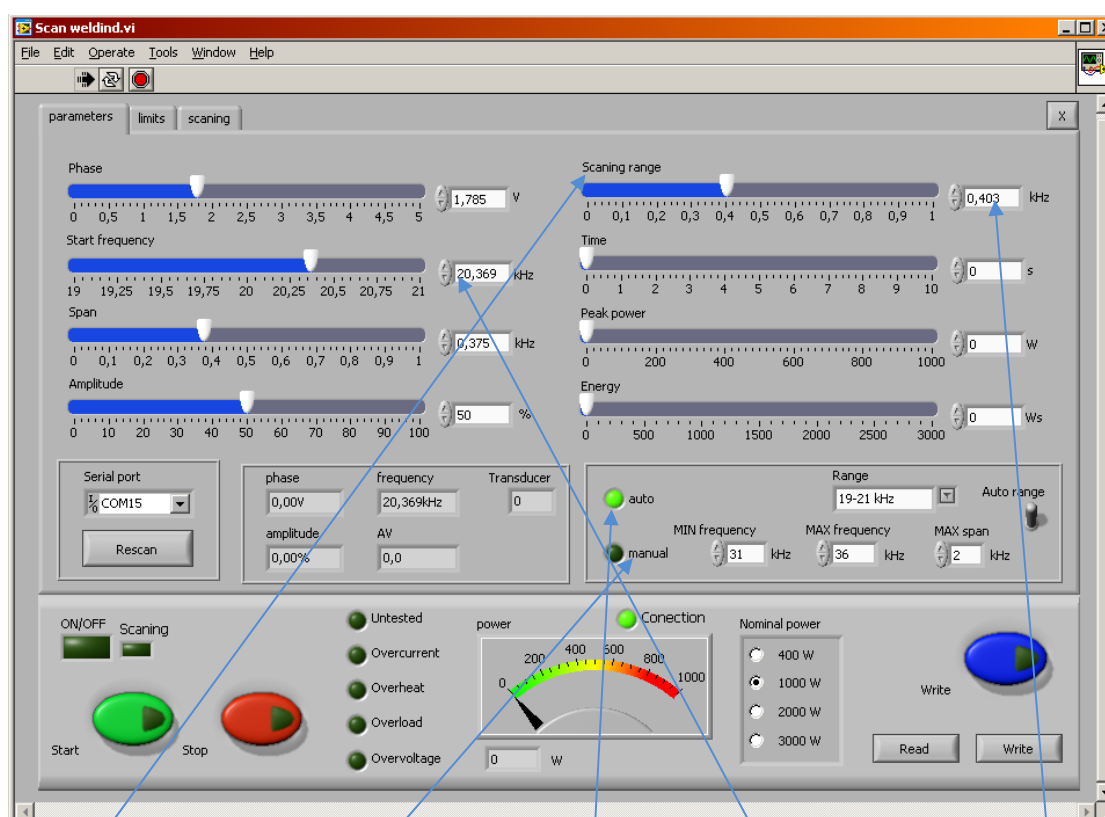 Scan weldind.vi
File Edit Operate Tools Window Help
parameters limits scaning X
Phase
0 0,5 1 1,5 2 2,5 3 3,5 4 4,5 5
1,785 V
Scaning range
0 0,1 0,2 0,3 0,4 0,5 0,6 0,7 0,8 0,9 1
0,403 kHz
Start frequency
19 19,25 19,5 19,75 20 20,25 20,5 20,75 21
20,369 kHz
Time
0 1 2 3 4 5 6 7 8 9 10
0 s
Span
0 0,1 0,2 0,3 0,4 0,5 0,6 0,7 0,8 0,9 1
0,375 kHz
Peak power
0 200 400 600 800 1000
0 W
Amplitude
0 10 20 30 40 50 60 70 80 90 100
50 %
Energy
0 500 1000 1500 2000 2500 3000
0 Ws
Serial port
COM15
Rescan
phase frequency Transducer
0,00V 20,369kHz 0
amplitude AV
0,00% 0,0
auto
Range
19-21 kHz
Auto range
manual
MIN frequency MAX frequency MAX span
31 kHz 36 kHz 2 kHz
ON/OFF Scaning
Start Stop
Untested
Overcurrent
Overheat
Overload
Overvoltage
power
Conection
0 200 400 600 800 1000
0 W
Nominal power
400 W
1000 W
2000 W
3000 W
Write
Read Write